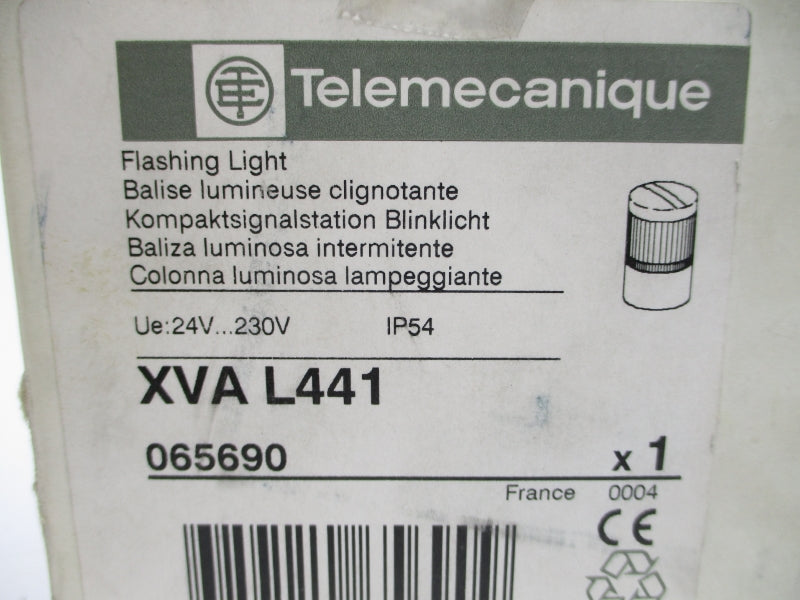 Telemecanique
Flashing Light
Balise lumineuse clignotante
Kompaktsignalstation Blinklicht
Baliza luminosa intermitente
Colonna luminosa lampeggiante
Ue:24V...230V IP54
XVA L441
065690 x 1
France 0004
CE